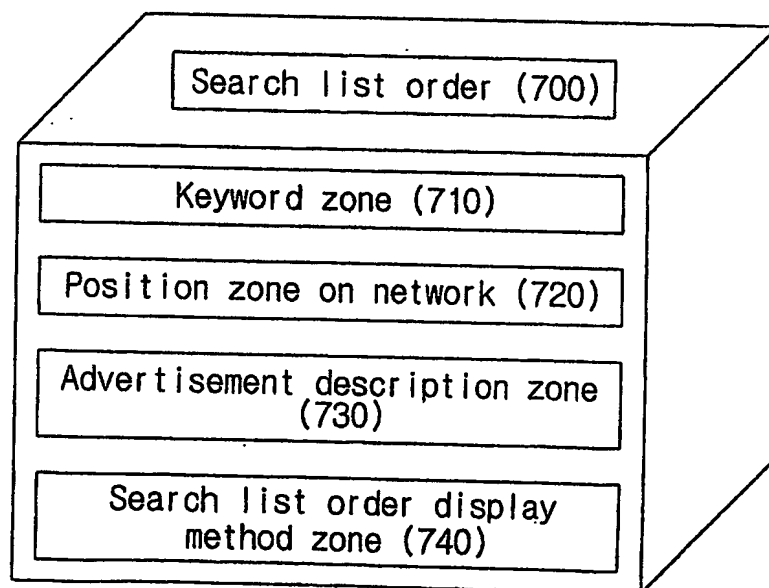 Search list order (700)
Keyword zone (710)
Position zone on network (720)
Advertisement description zone
(730)
Search list order display
method zone (740)